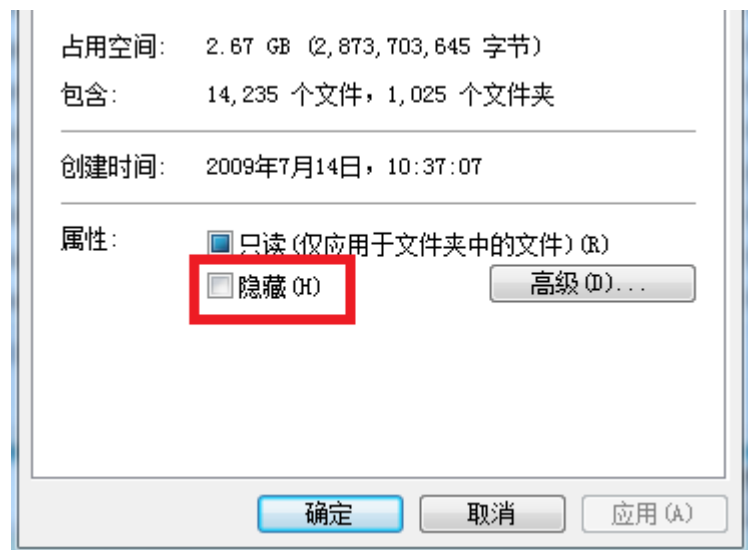 占用空间: 2.67 GB (2,873,703,645 字节)
包含: 14,235 个文件，1,025 个文件夹
创建时间: 2009年7月14日，10:37:07
属性: 只读(仅应用于文件夹中的文件)(R)
隐藏(H) 高级(D)...
确定 取消 应用(A)